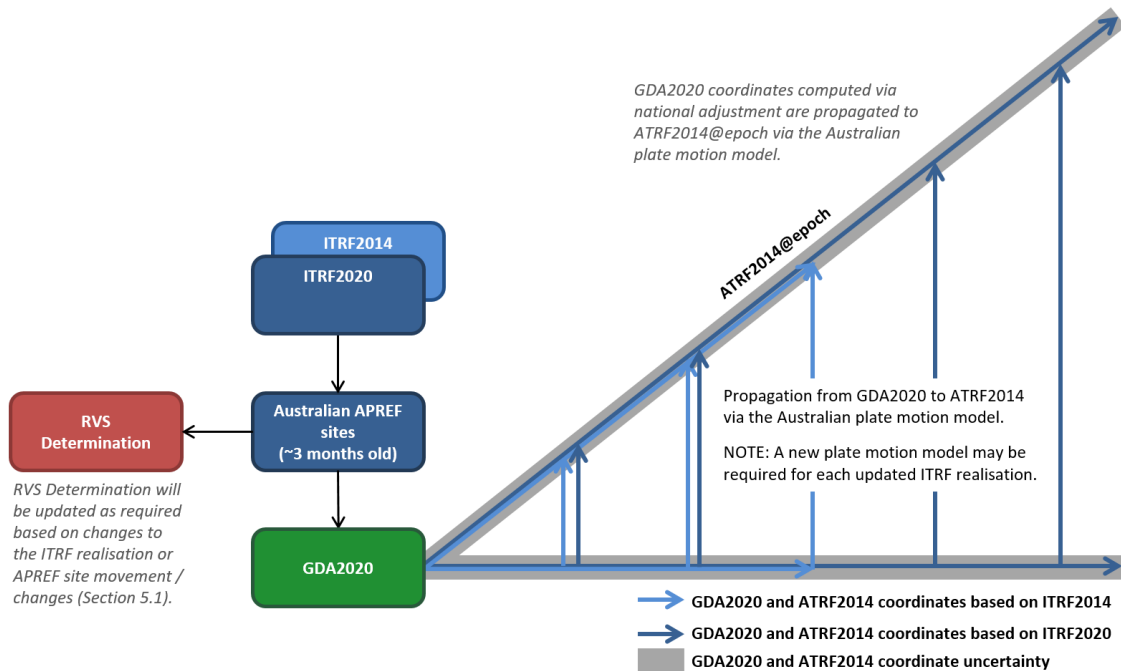 GDA2020 coordinates computed via
national adjustment are propagated to
ATRF2014@epoch via the Australian
plate motion model.
ITRF2014
ITRF2020
ATRF2014@epoch
RVS
Determination
Australian APREF
sites
(~3 months old)
Propagation from GDA2020 to ATRF2014
via the Australian plate motion model.
NOTE: A new plate motion model may be
required for each updated ITRF realisation.
RVS Determination will
be updated as required
based on changes to
the ITRF realisation or
APREF site movement /
changes (Section 5.1).
GDA2020
GDA2020 and ATRF2014 coordinates based on ITRF2014
GDA2020 and ATRF2014 coordinates based on ITRF2020
GDA2020 and ATRF2014 coordinate uncertainty